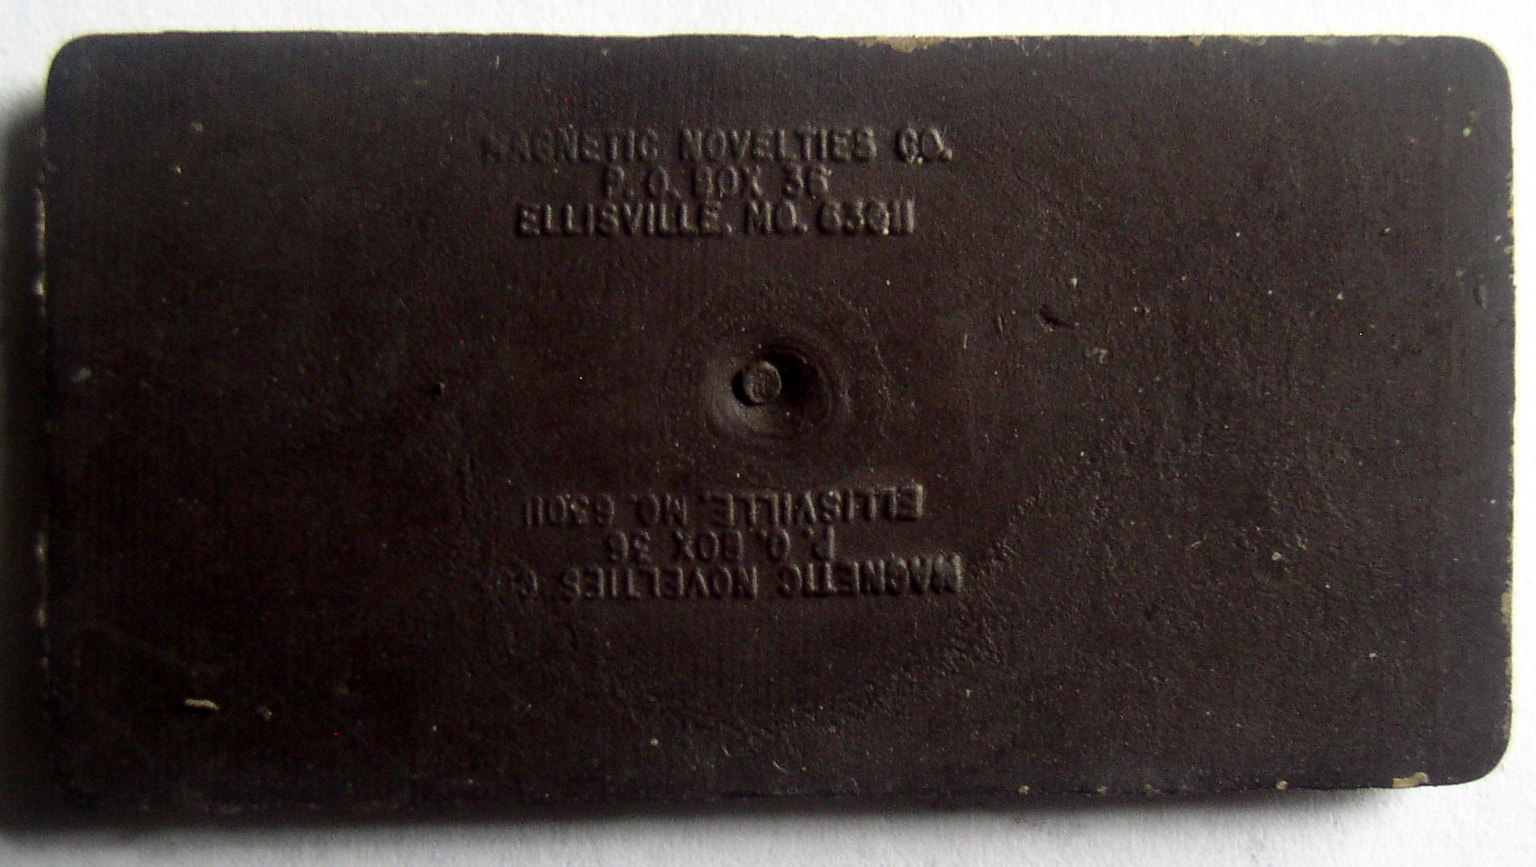 MAGNETIC NOVELTIES CO.
P. O. BOX 36
ELLISVILLE, MO. 63011
ELLISVILLE, MO. 63011
P. O. BOX 36
MAGNETIC NOVELTIES C